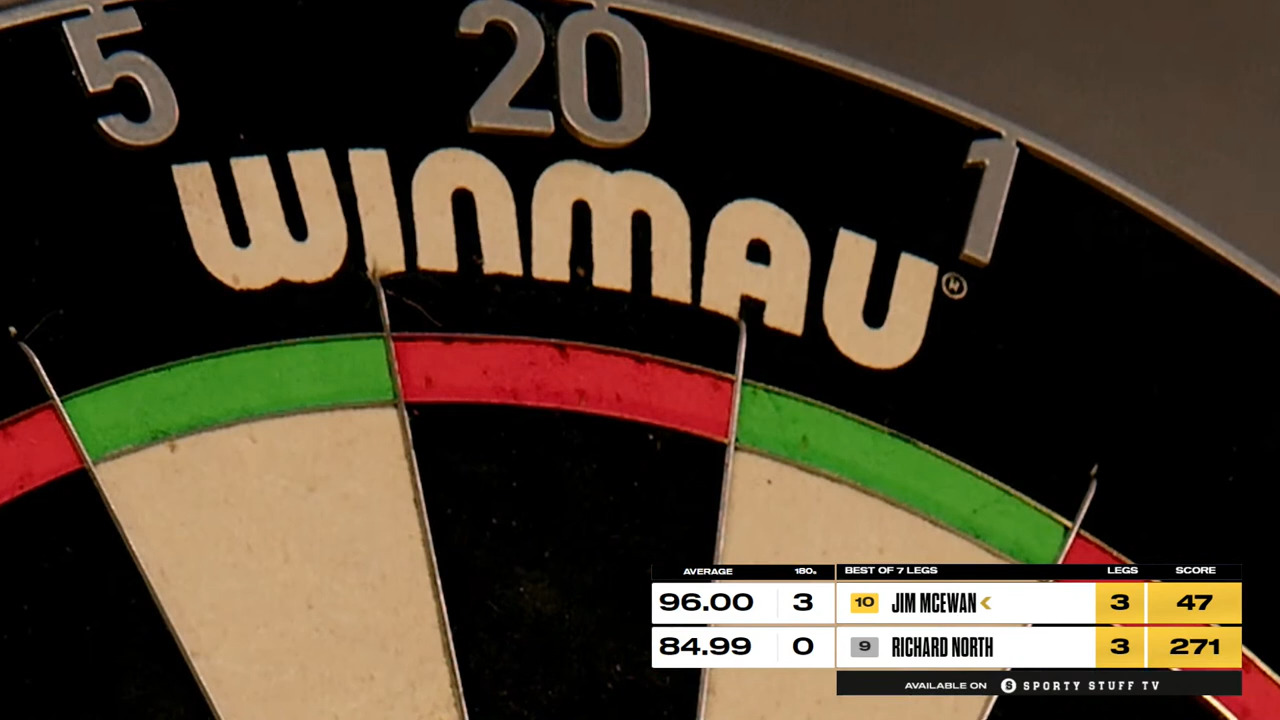 5 20 1
WINMAU
AVERAGE 180s BEST OF 7 LEGS LEGS SCORE
96.00 3 10 JIM MCEWAN 3 47
84.99 0 9 RICHARD NORTH 3 271
AVAILABLE ON S SPORTY STUFF TV